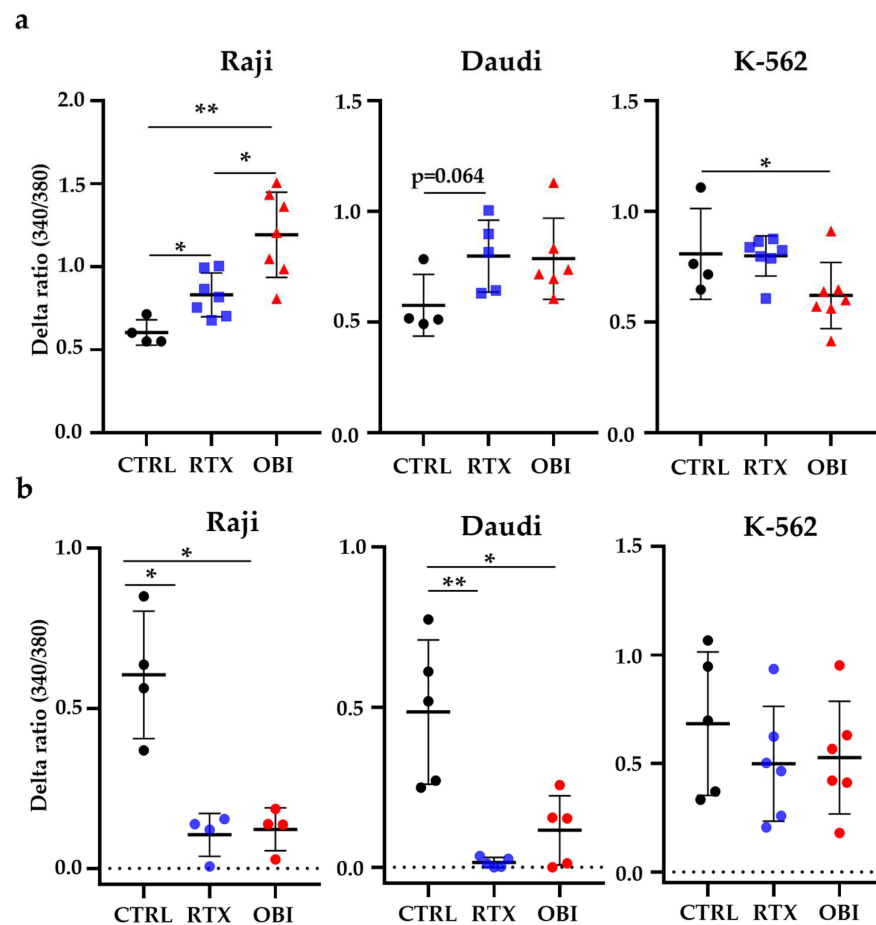 a
Raji
Daudi
K-562
Delta ratio (340/380)
2.0
1.5
1.0
0.5
0.0
**
*
*
CTRL RTX OBI
1.5
1.0
0.5
0.0
p=0.064
CTRL RTX OBI
1.5
1.0
0.5
0.0
*
CTRL RTX OBI
b
Raji
Daudi
K-562
Delta ratio (340/380)
1.0
0.5
0.0
*
*
CTRL RTX OBI
1.0
0.5
0.0
*
**
CTRL RTX OBI
1.5
1.0
0.5
0.0
CTRL RTX OBI